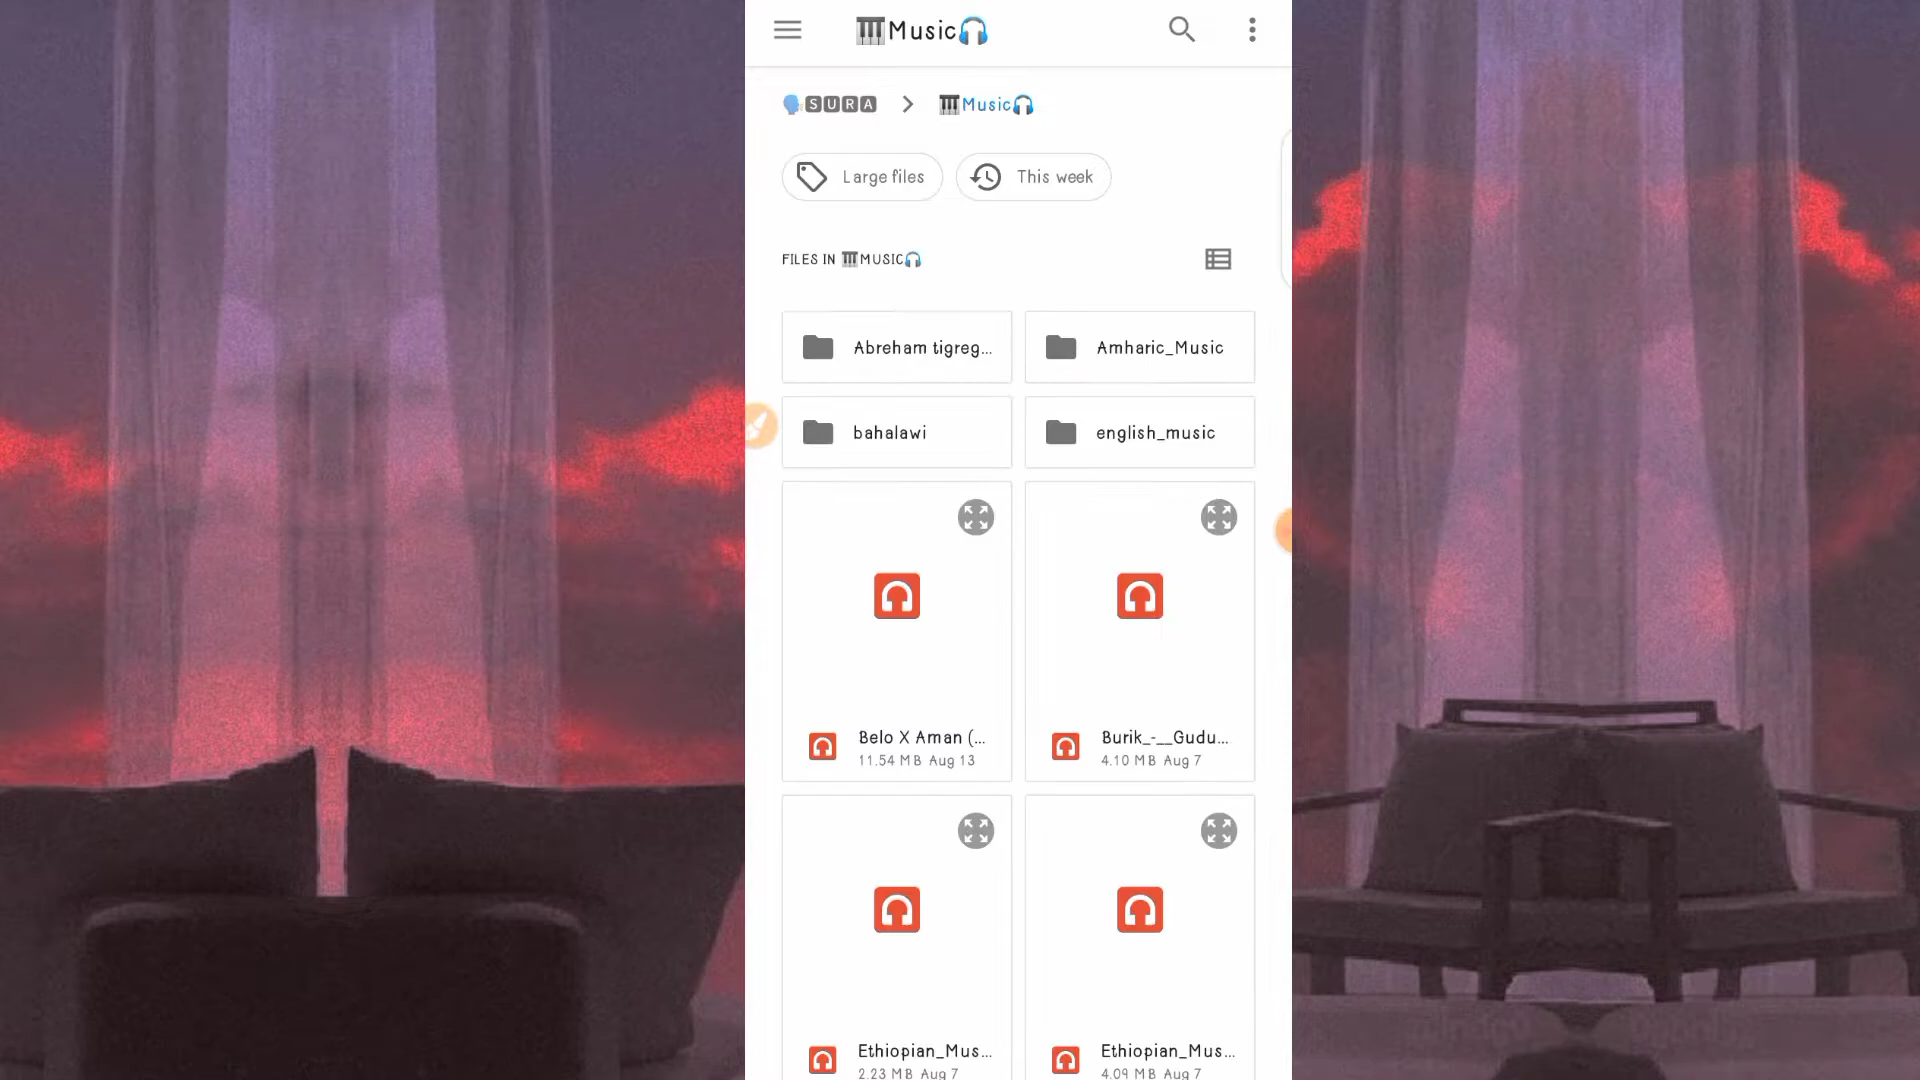 🎹Music🎧
🗣️🆂🆄🆁🅰 > 🎹Music🎧
Large files
This week
FILES IN 🎹MUSIC🎧
Abreham tigreg...
Amharic_Music
bahalawi
english_music
Belo X Aman (...
11.54 MB Aug 13
Burik_-__Gudu...
4.10 MB Aug 7
Ethiopian_Mus...
2.23 MB Aug 7
Ethiopian_Mus...
4.09 MB Aug 7